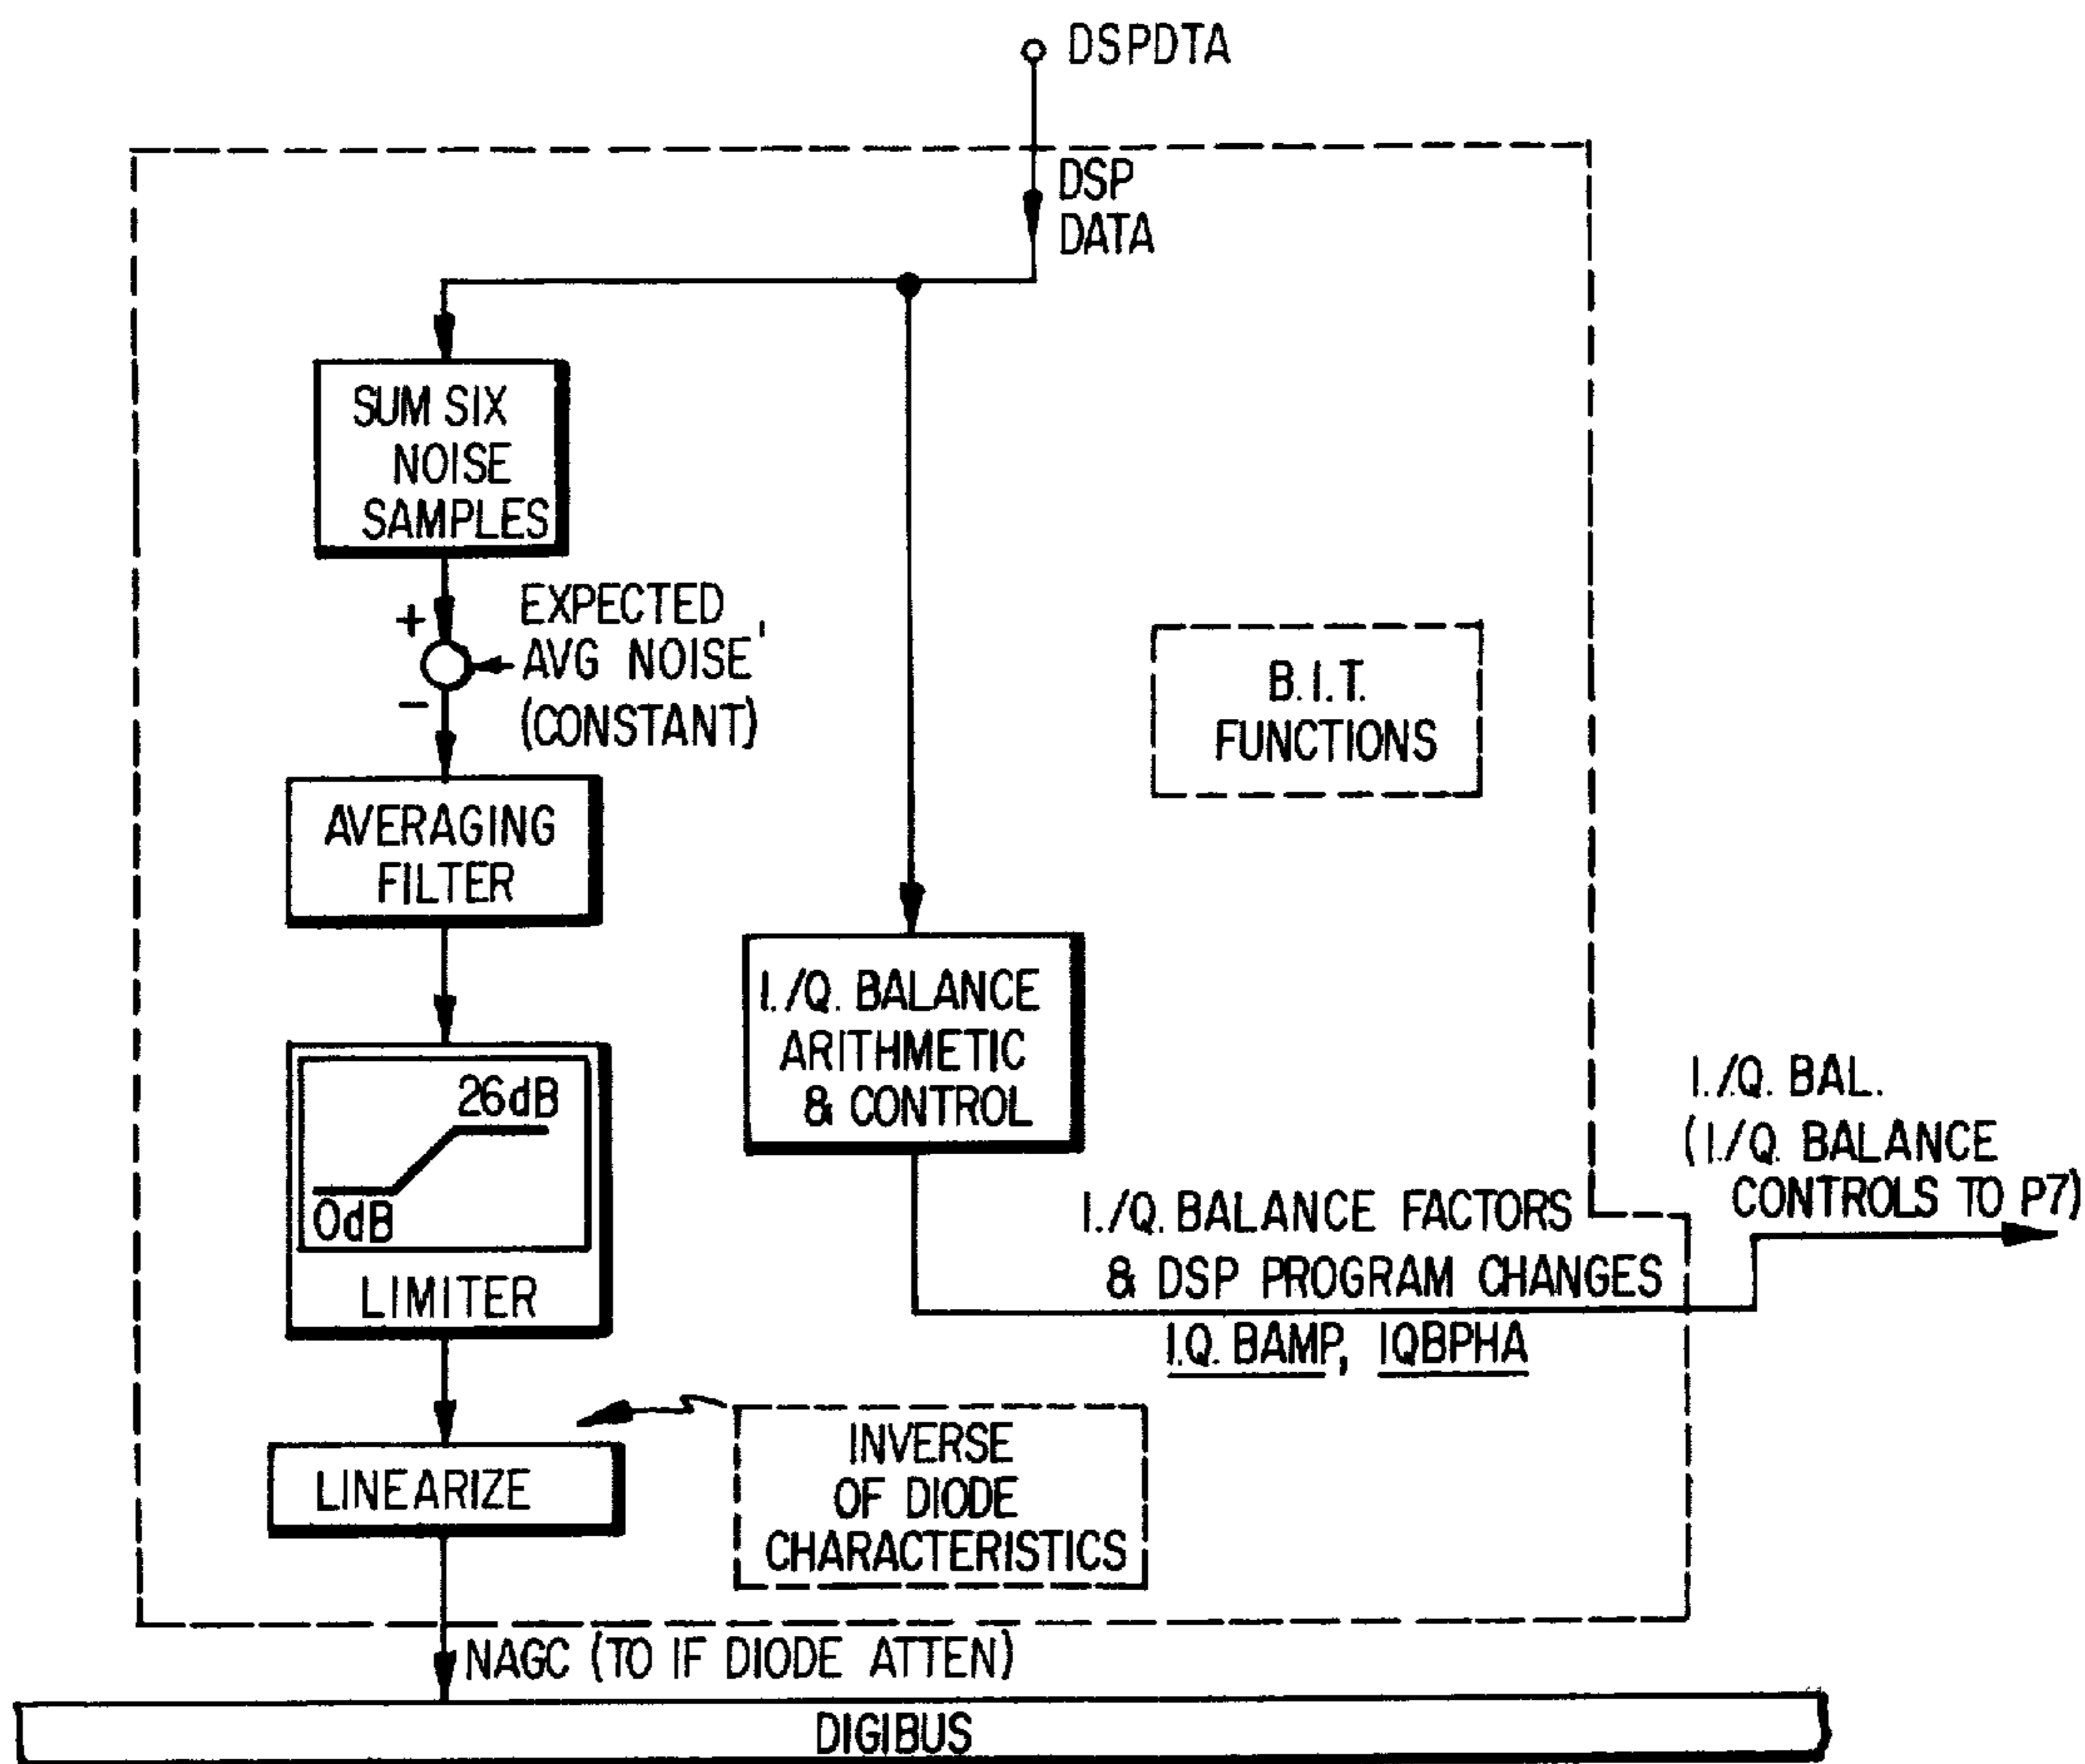 DSPDTA
DSP
DATA
SUM SIX
NOISE
SAMPLES
+
EXPECTED
AVG NOISE
(CONSTANT)
−
B.I.T.
FUNCTIONS
AVERAGING
FILTER
I./Q. BALANCE
ARITHMETIC
& CONTROL
26dB
0dB
LIMITER
I./Q. BAL.
(I./Q. BALANCE
CONTROLS TO P7)
I./Q. BALANCE FACTORS
& DSP PROGRAM CHANGES
I.Q. BAMP, IQBPHA
LINEARIZE
INVERSE
OF DIODE
CHARACTERISTICS
NAGC (TO IF DIODE ATTEN)
DIGIBUS